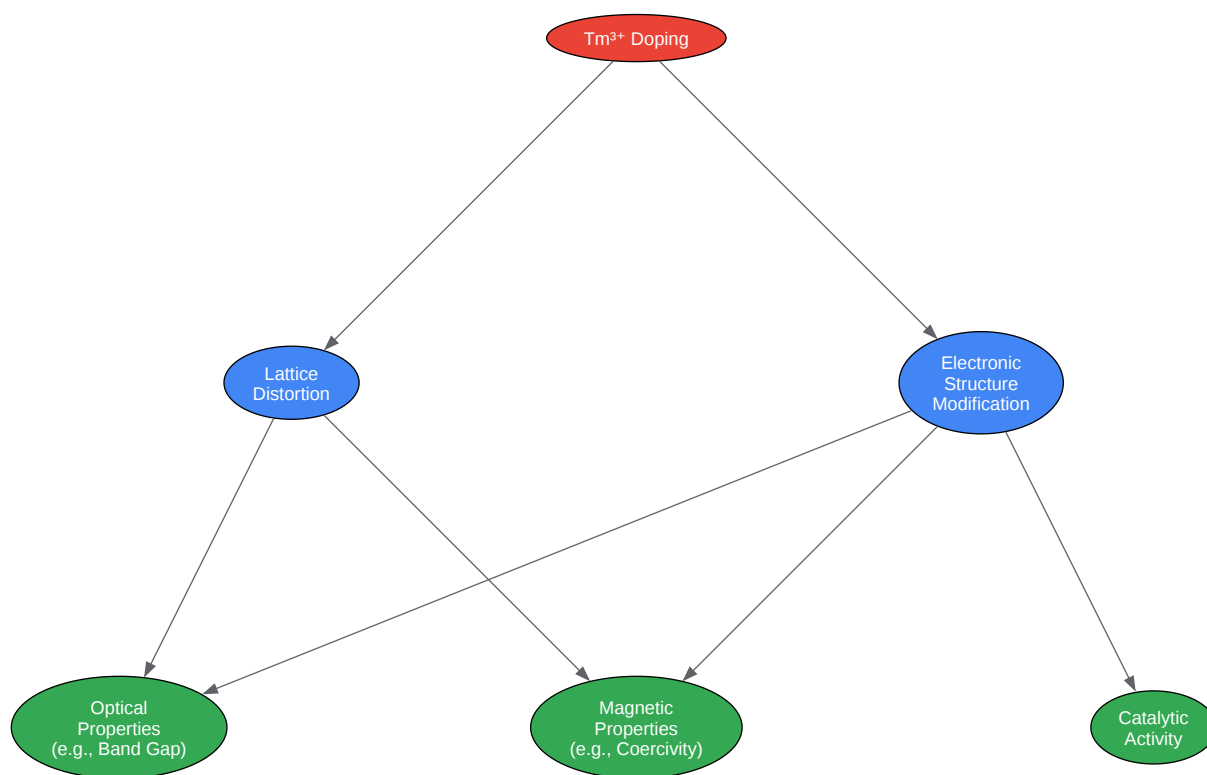 Tm³⁺ Doping
Lattice
Distortion
Electronic
Structure
Modification
Optical
Properties
(e.g., Band Gap)
Magnetic
Properties
(e.g., Coercivity)
Catalytic
Activity